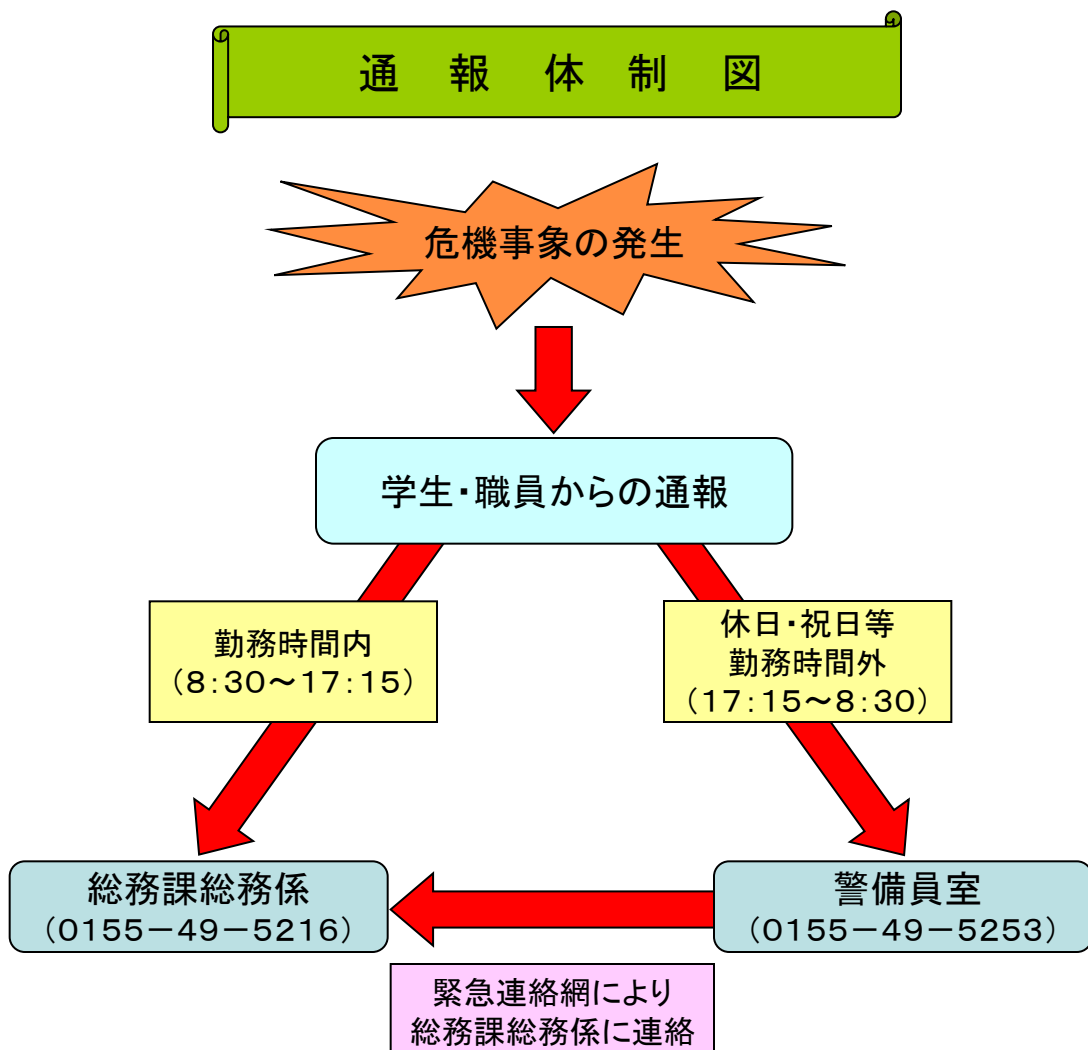 通 報 体 制 図
危機事象の発生
学生・職員からの通報
勤務時間内
（8：30～17：15）
休日・祝日等
勤務時間外
（17：15～8：30）
総務課総務係
（0155－49－5216）
警備員室
（0155－49－5253）
緊急連絡網により
総務課総務係に連絡